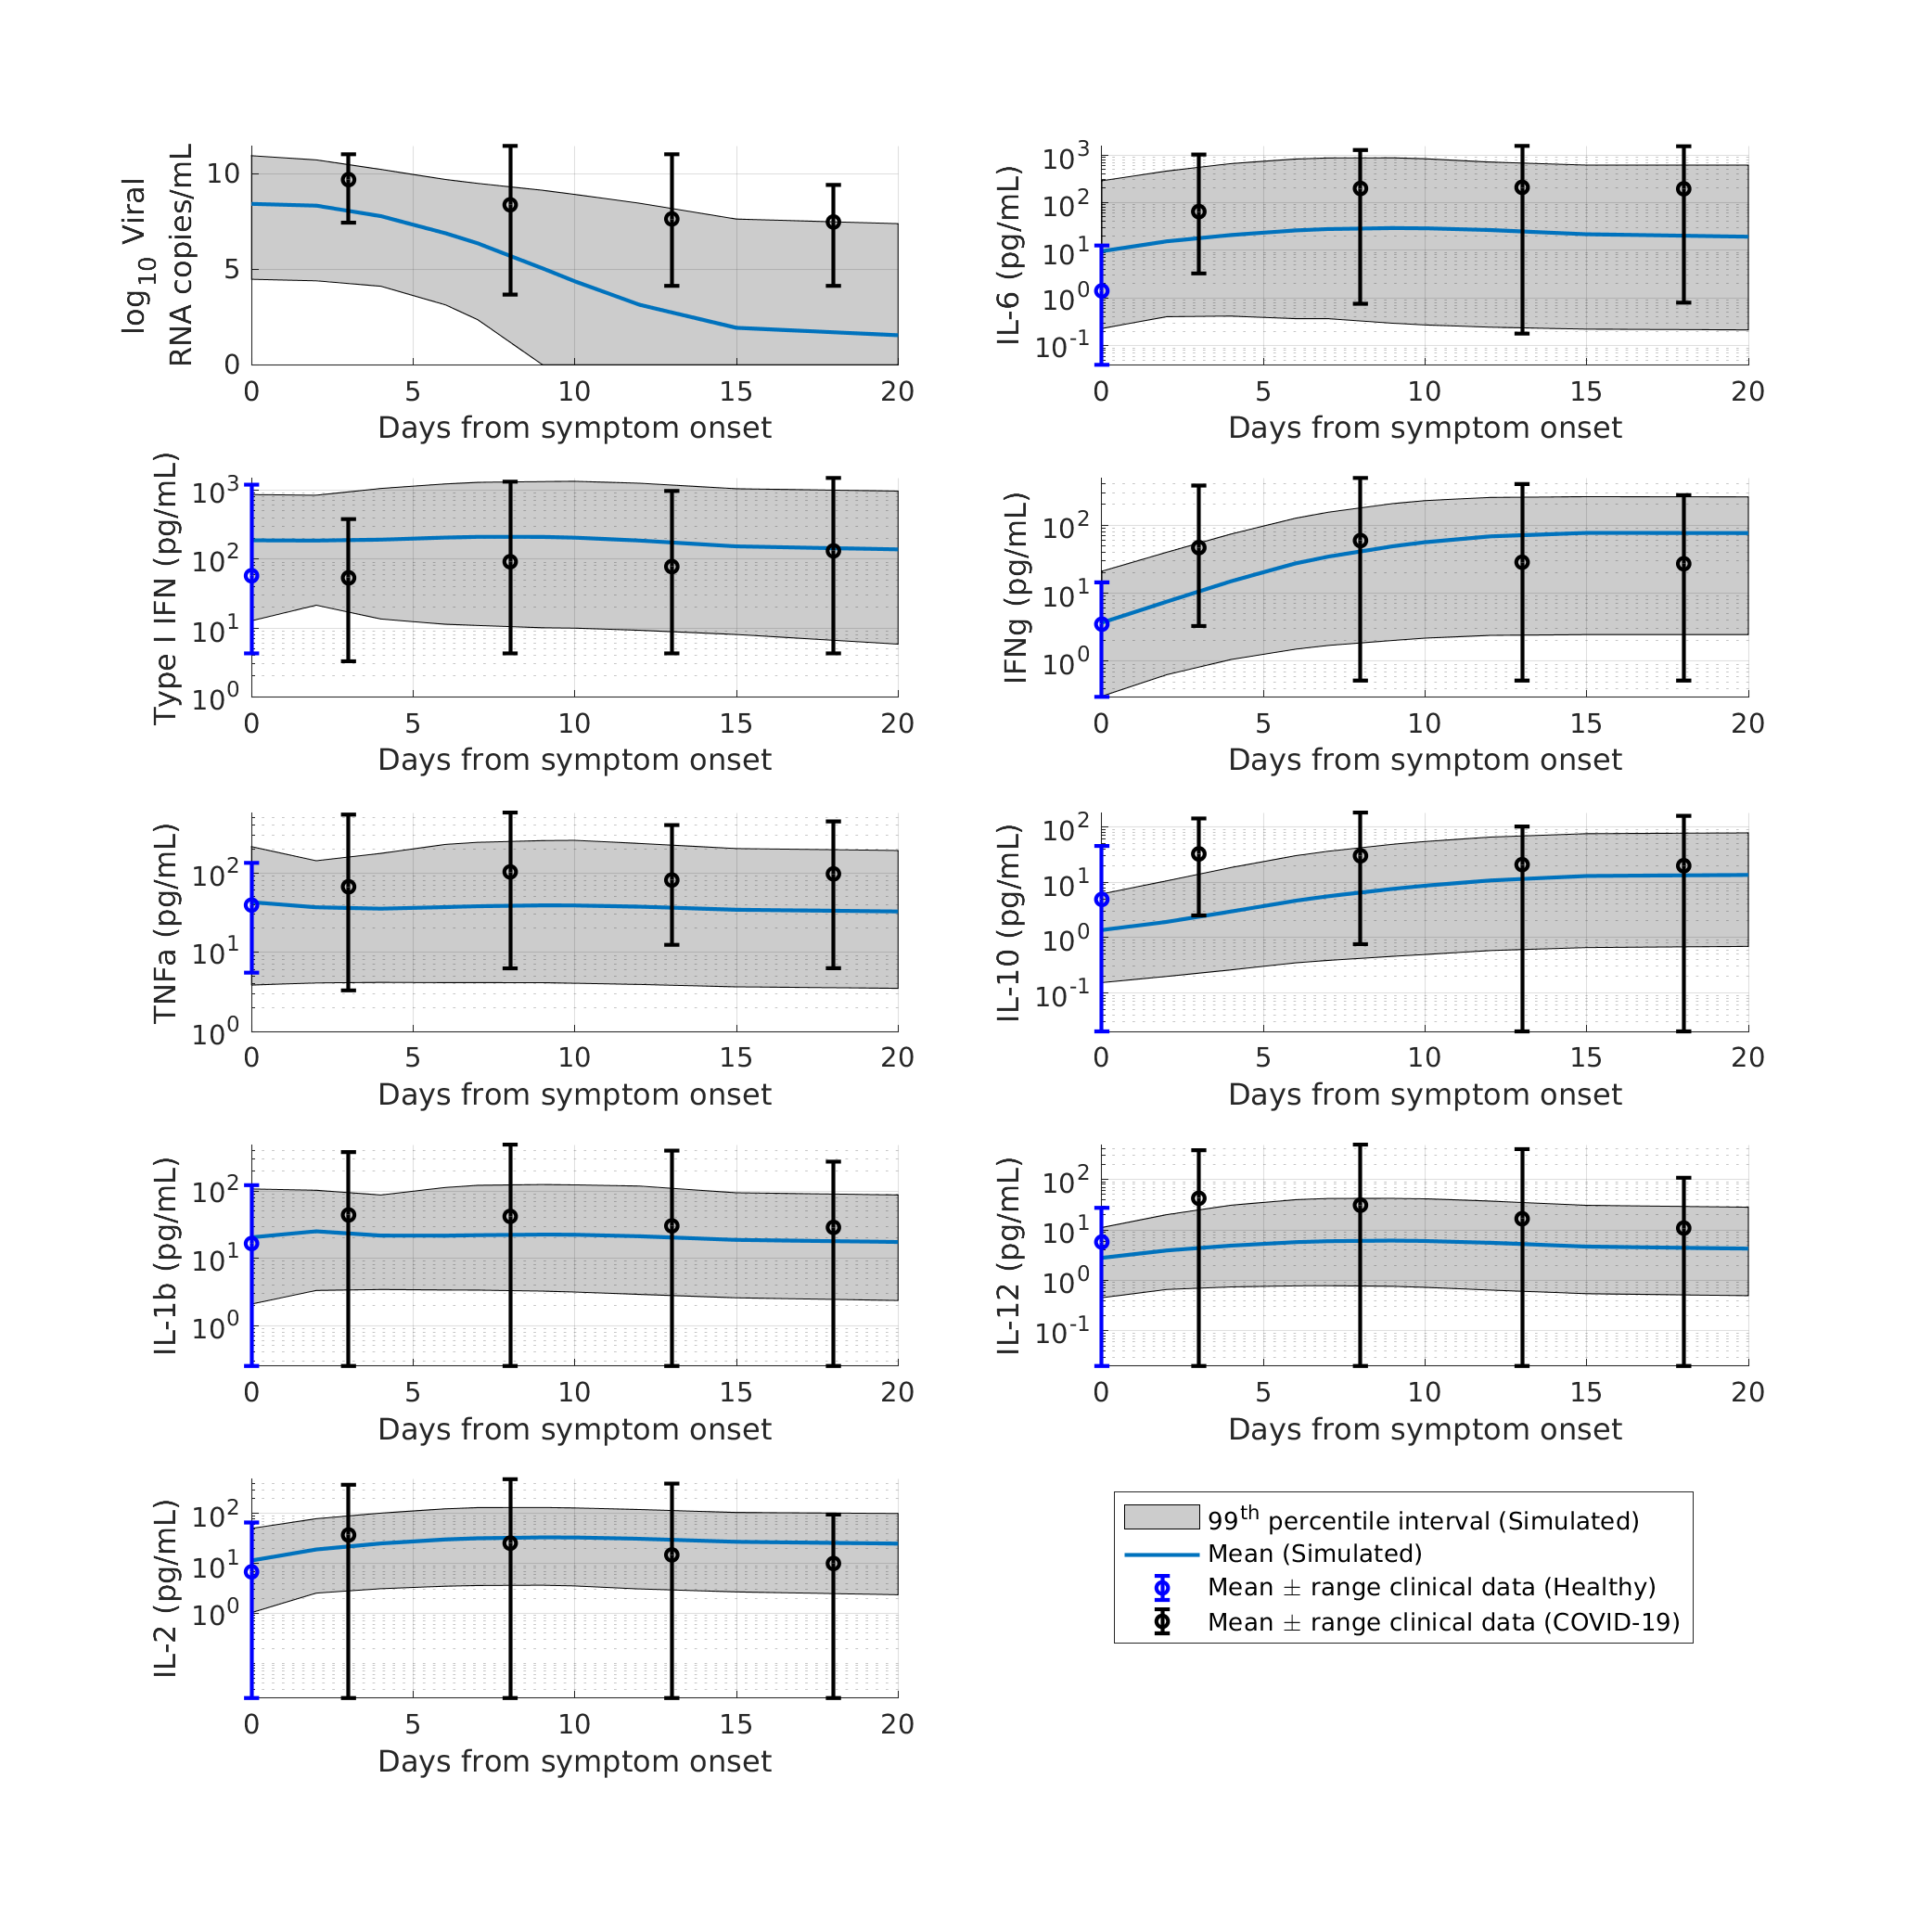 log10 Viral
RNA copies/mL
10
5
0
0 5 10 15 20
Days from symptom onset
IL-6 (pg/mL)
10^3
10^2
10^1
10^0
10^-1
0 5 10 15 20
Days from symptom onset
Type I IFN (pg/mL)
10^3
10^2
10^1
10^0
0 5 10 15 20
Days from symptom onset
IFNg (pg/mL)
10^2
10^1
10^0
0 5 10 15 20
Days from symptom onset
TNFa (pg/mL)
10^2
10^1
10^0
0 5 10 15 20
Days from symptom onset
IL-10 (pg/mL)
10^2
10^1
10^0
10^-1
0 5 10 15 20
Days from symptom onset
IL-1b (pg/mL)
10^2
10^1
10^0
0 5 10 15 20
Days from symptom onset
IL-12 (pg/mL)
10^2
10^1
10^0
10^-1
0 5 10 15 20
Days from symptom onset
IL-2 (pg/mL)
10^2
10^1
10^0
0 5 10 15 20
Days from symptom onset
99th percentile interval (Simulated)
Mean (Simulated)
Mean ± range clinical data (Healthy)
Mean ± range clinical data (COVID-19)